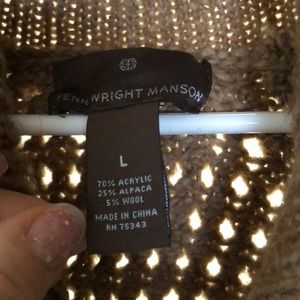 FENN WRIGHT MANSON
L
70% ACRYLIC
25% ALPACA
5% WOOL
MADE IN CHINA
RN 75343